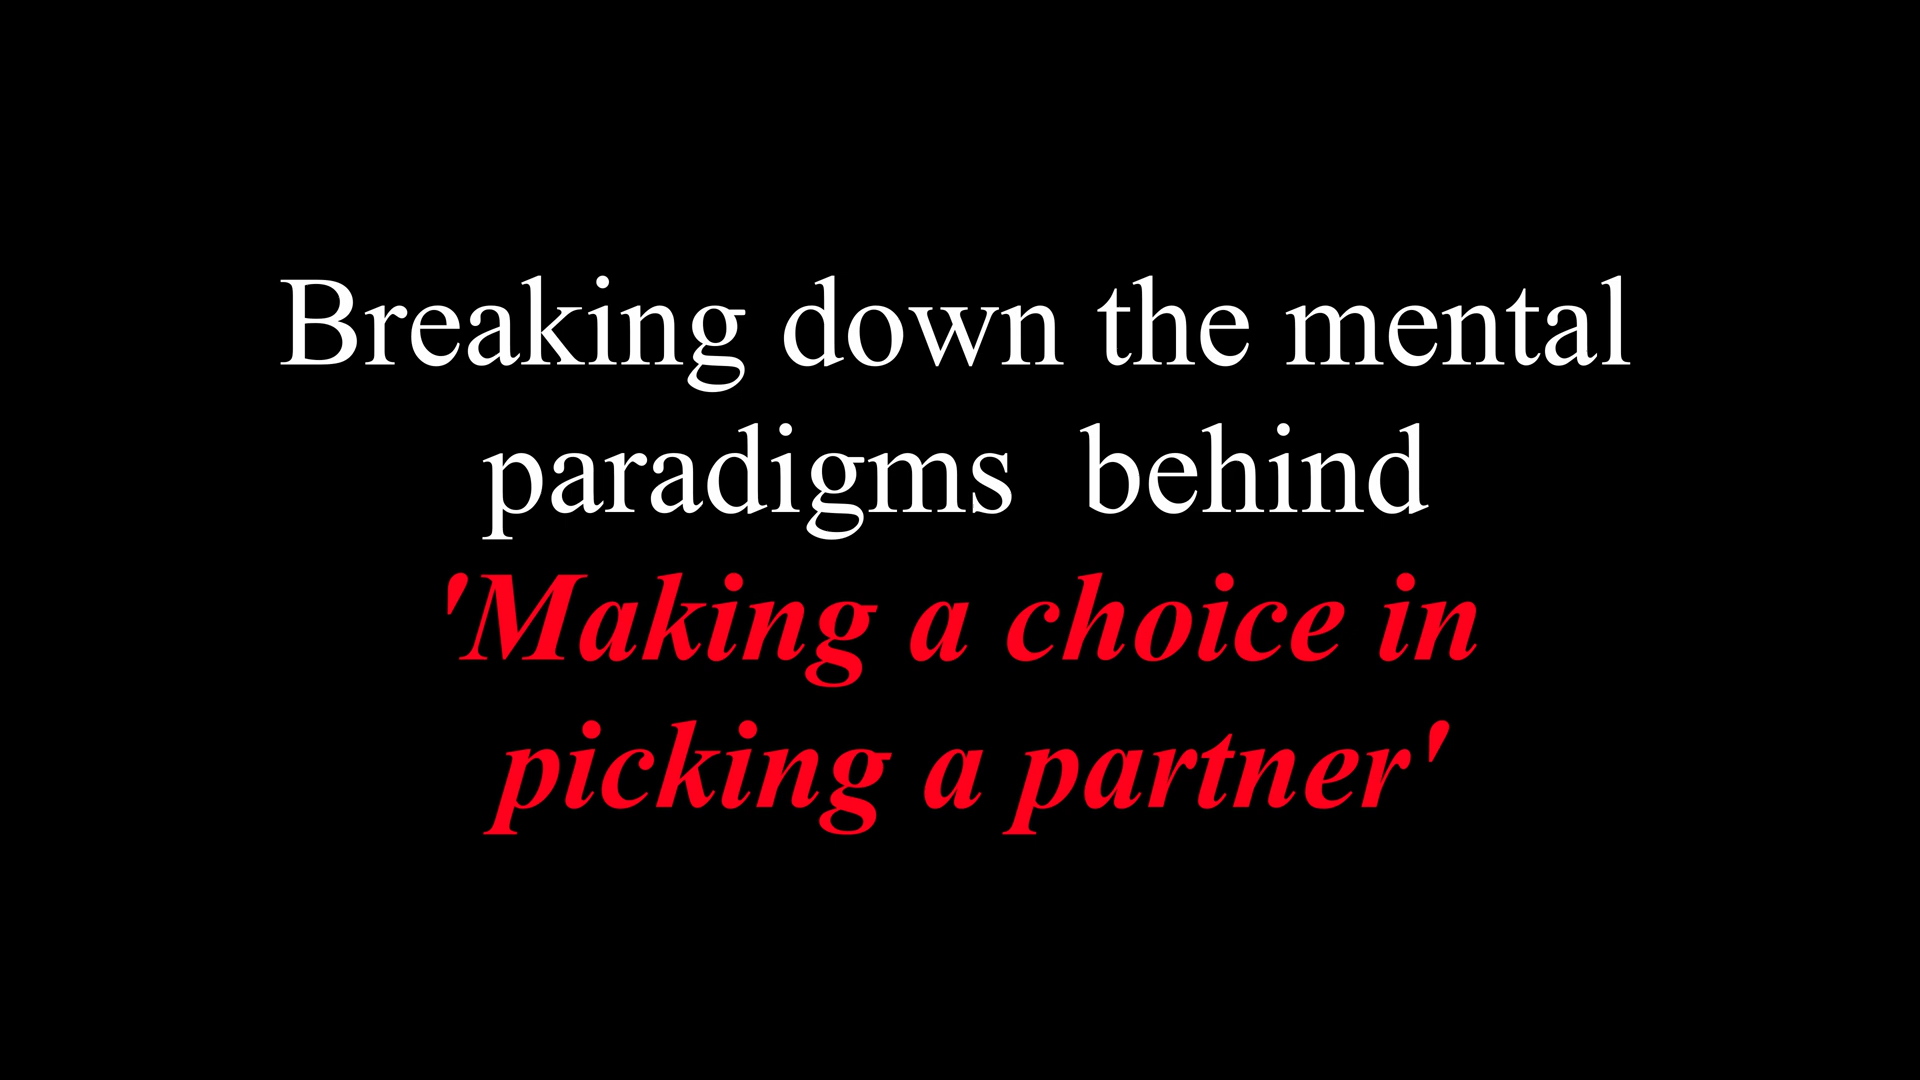 Breaking down the mental
paradigms  behind
'Making a choice in
picking a partner'